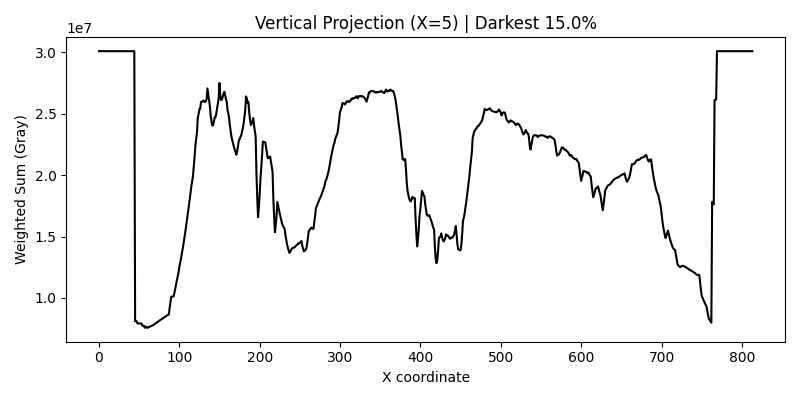 Vertical Projection (X=5) | Darkest 15.0%
1e7
3.0
2.5
2.0
1.5
1.0
Weighted Sum (Gray)
0 100 200 300 400 500 600 700 800
X coordinate